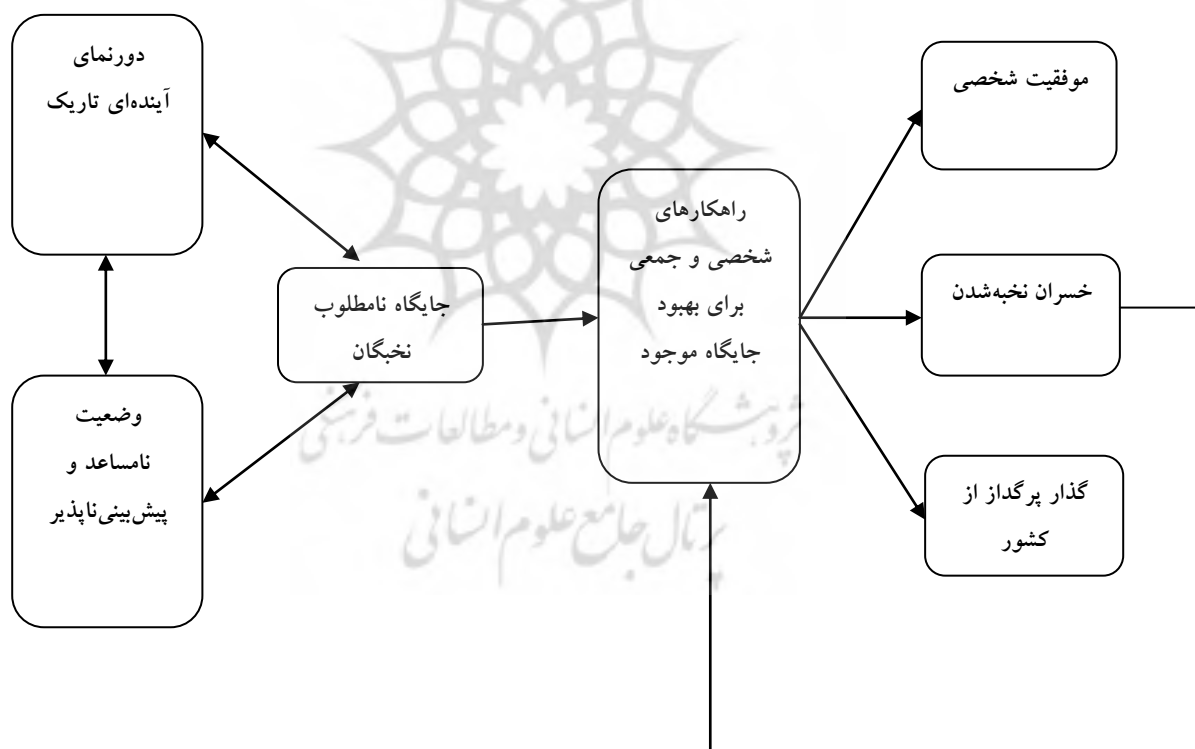 دورنمای
آینده‌ای تاریک
موفقیت شخصی
راهکارهای
شخصی و جمعی
برای بهبود
جایگاه موجود
جایگاه نامطلوب
نخبگان
خسران نخبه‌شدن
وضعیت
نامساعد و
پیش‌بینی‌ناپذیر
گذار پرگداز از
کشور
پژوهشگاه علوم انسانی و مطالعات فرهنگی
پرتال جامع علوم انسانی